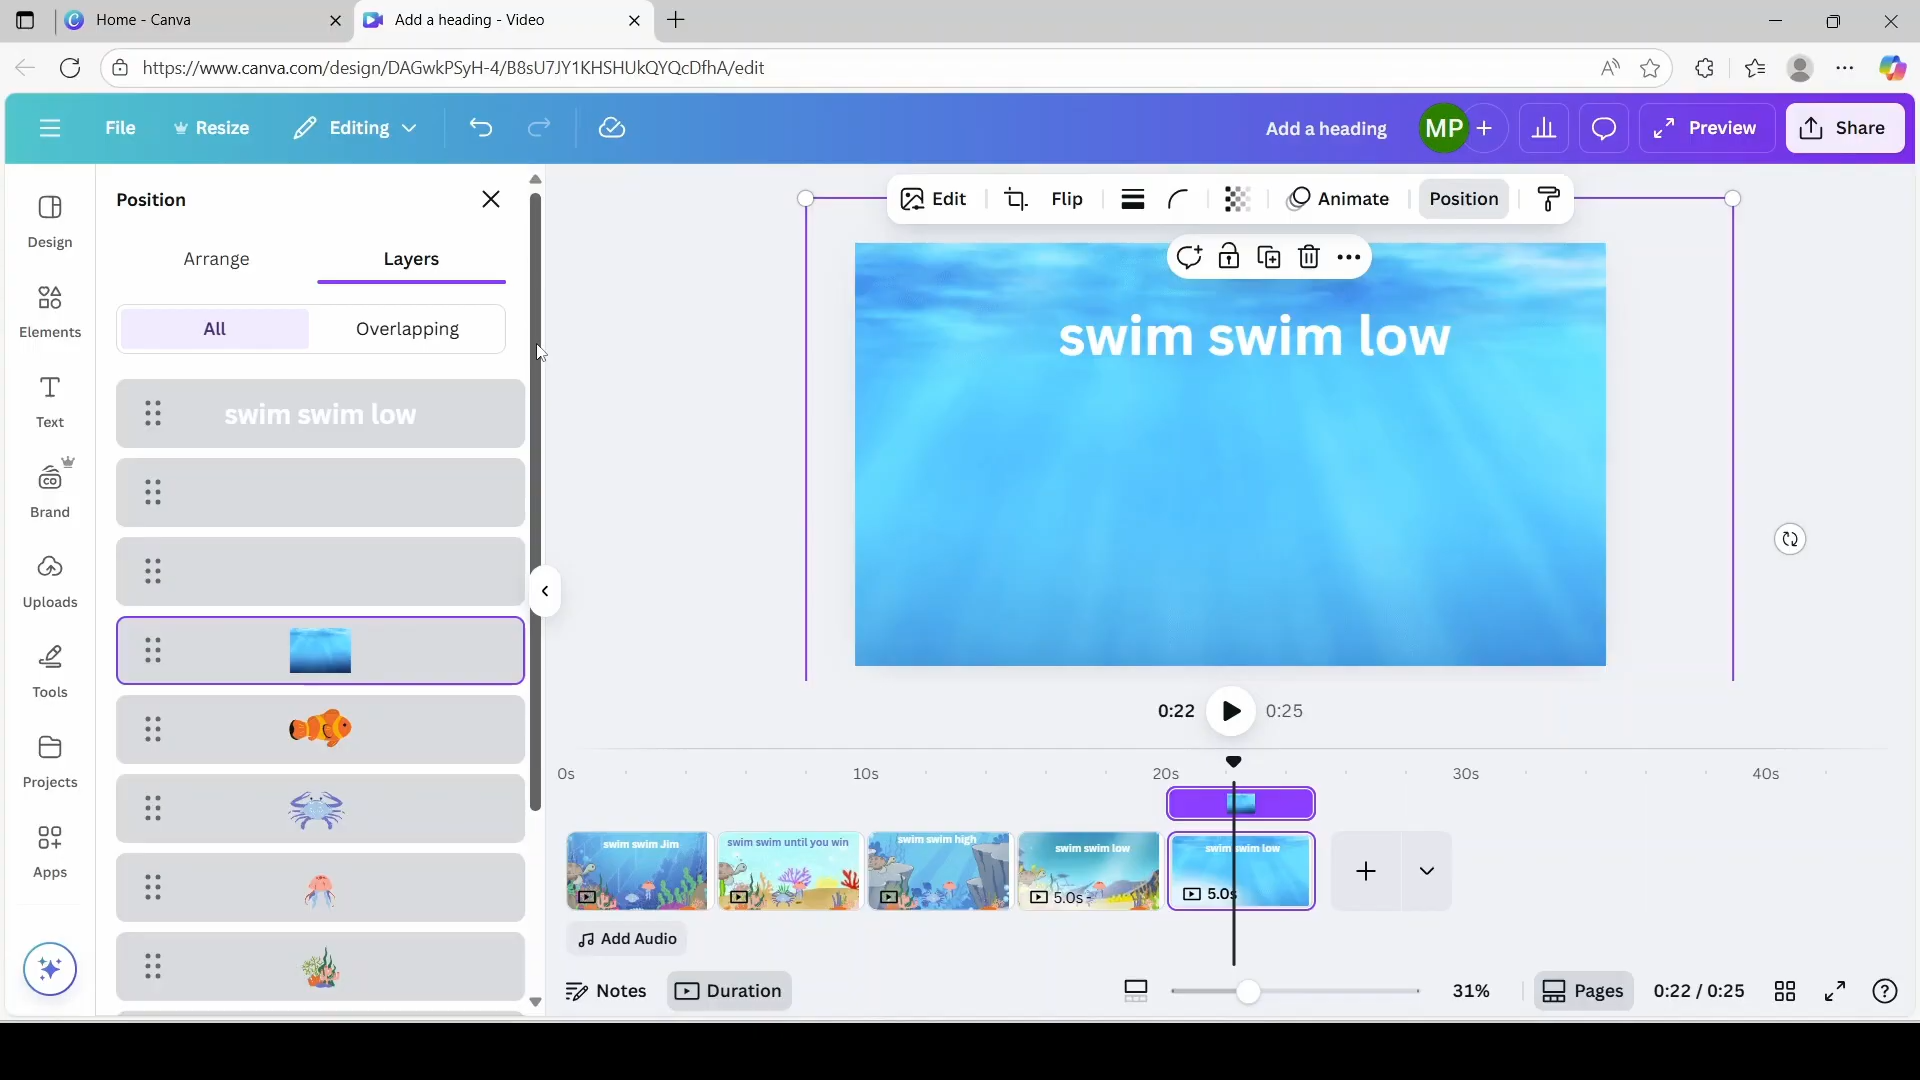 Home - Canva
Add a heading - Video
https://www.canva.com/design/DAGwkPSyH-4/B8sU7JY1KHSHUkQYQcDfhA/edit
File
Resize
Editing
Add a heading
MP
Preview
Share
Design
Elements
Text
Brand
Uploads
Tools
Projects
Apps
Position
Arrange
Layers
All
Overlapping
swim swim low
Edit
Flip
Animate
Position
swim swim low
0:22
0:25
0s
10s
20s
30s
40s
swim swim Jim
swim swim until you win
swim swim high
swim swim low
5.0s
swim swim low
5.0s
Add Audio
Notes
Duration
31%
Pages
0:22 / 0:25